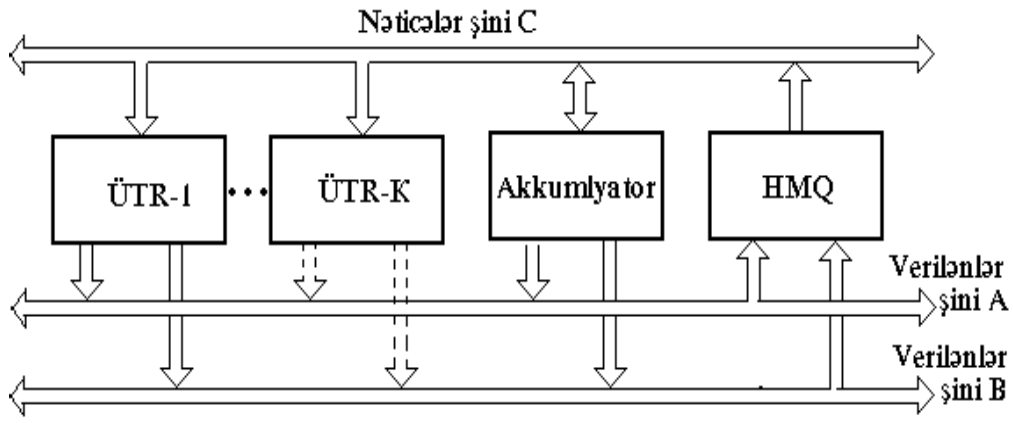 Nəticələr şini C
ÜTR-1
ÜTR-K
Akkumlyator
HMQ
Verilənlər
şini A
Verilənlər
şini B